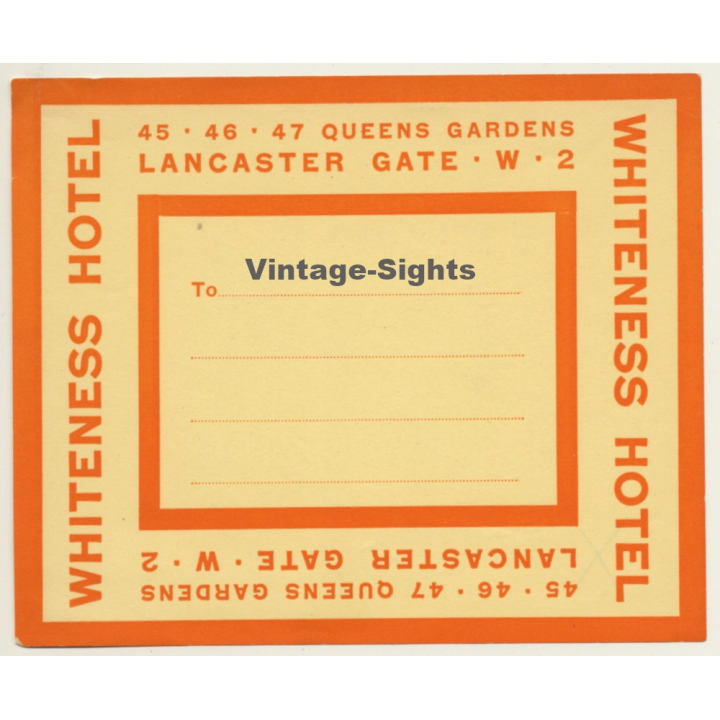 45 · 46 · 47 QUEENS GARDENS
LANCASTER GATE · W · 2
WHITENESS HOTEL
WHITENESS HOTEL
Vintage-Sights
To
LANCASTER GATE · W · 2
45 · 46 · 47 QUEENS GARDENS